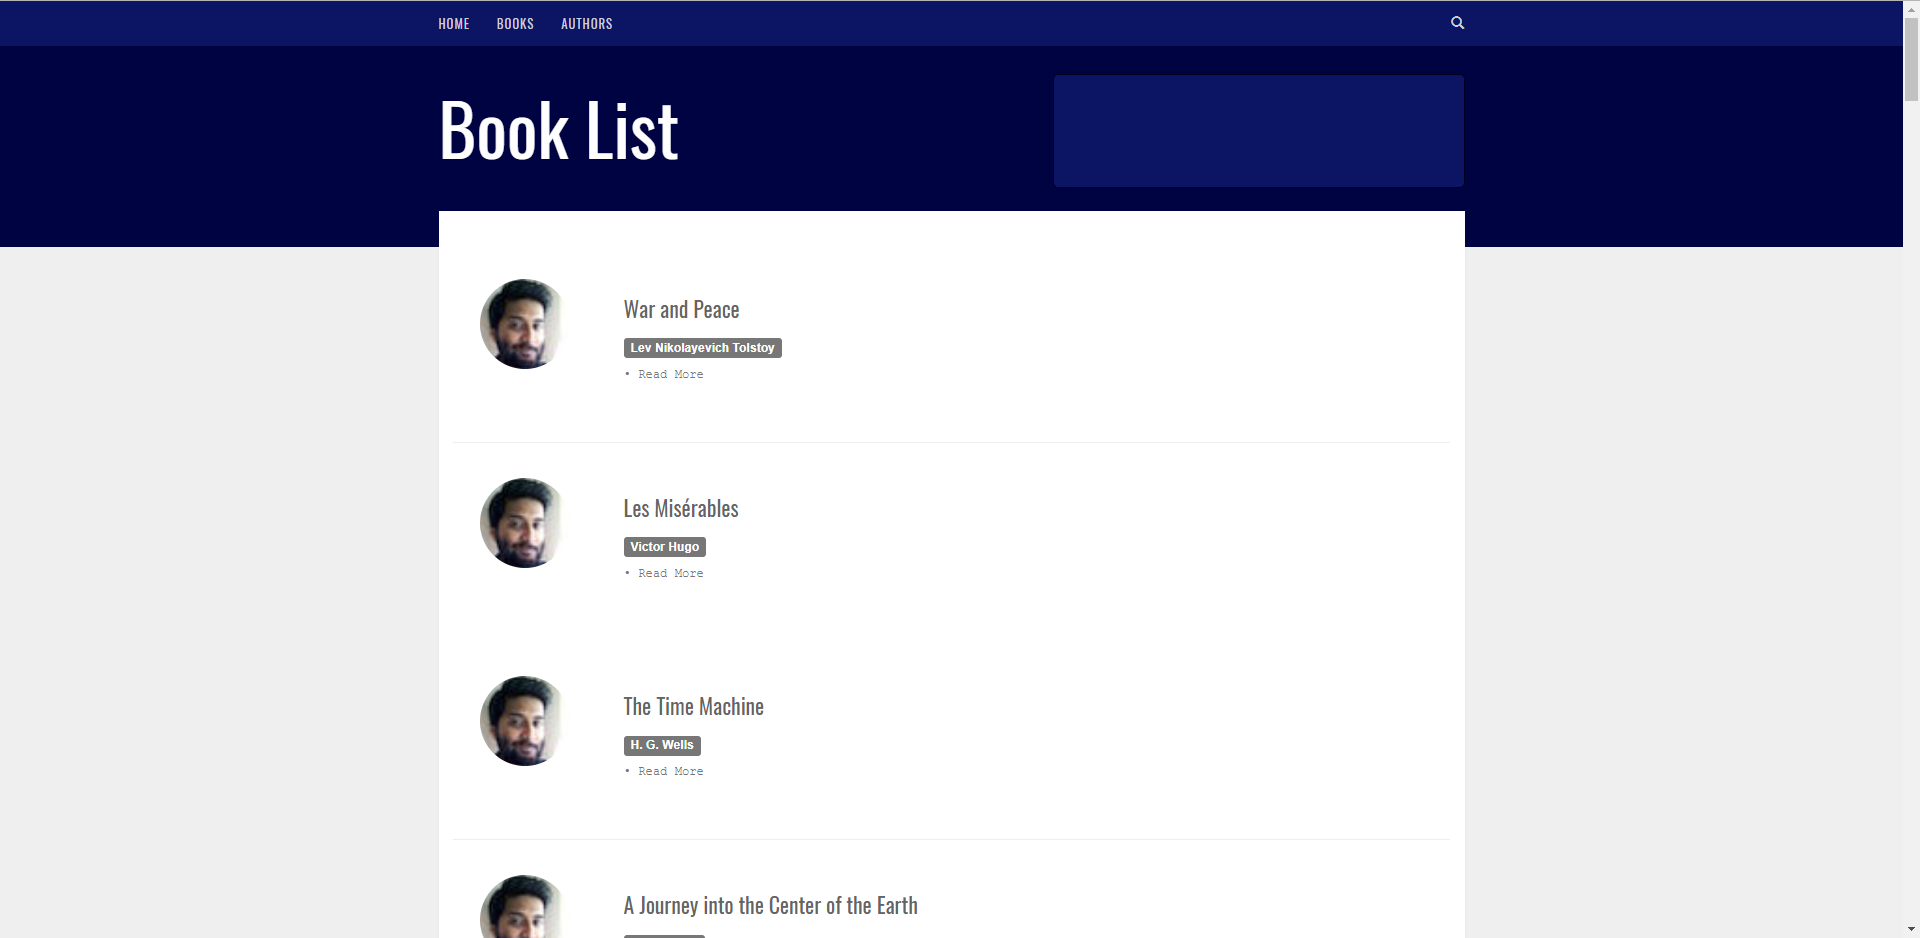 HOME BOOKS AUTHORS
Book List
War and Peace
Lev Nikolayevich Tolstoy
• Read More
Les Misérables
Victor Hugo
• Read More
The Time Machine
H. G. Wells
• Read More
A Journey into the Center of the Earth